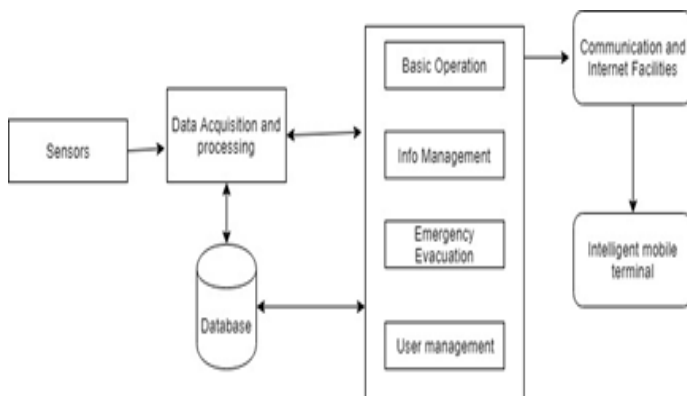 Sensors
Data Acquisition and
processing
Database
Basic Operation
Info Management
Emergency
Evacuation
User management
Communication and
Internet Facilities
Intelligent mobile
terminal